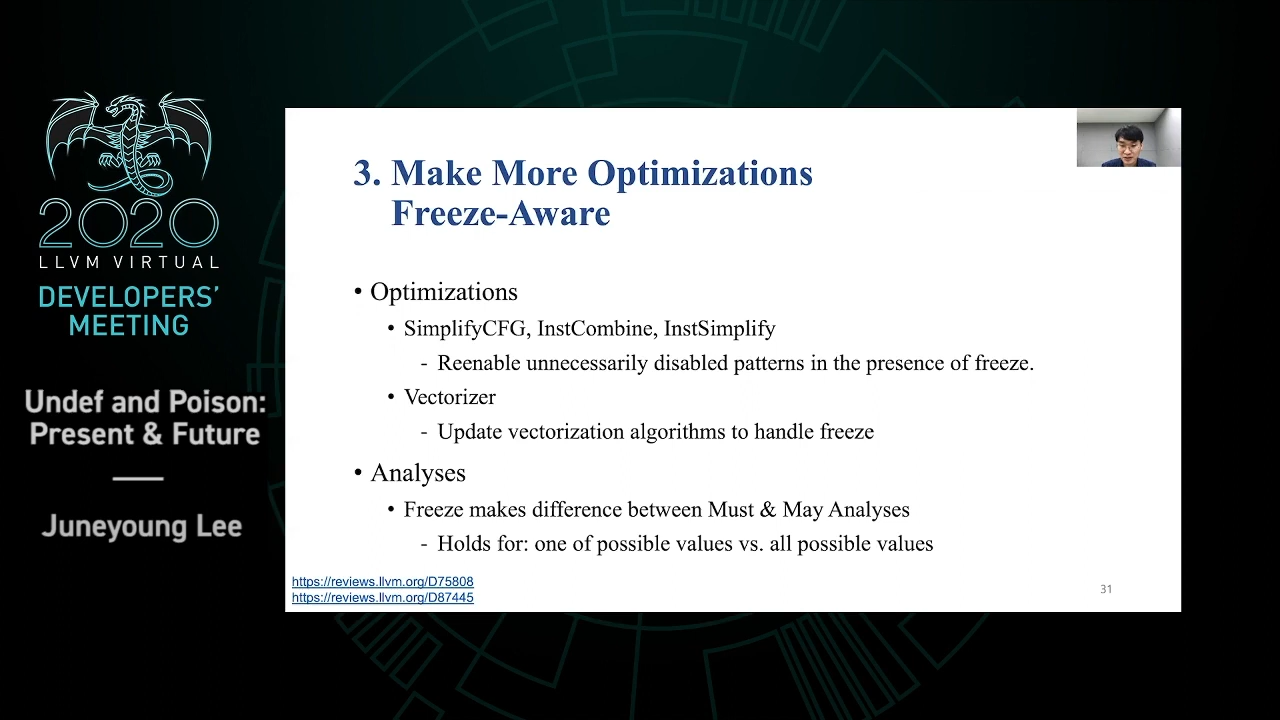 2020
LLVM VIRTUAL
DEVELOPERS'
MEETING
Undef and Poison:
Present & Future
Juneyoung Lee
3. Make More Optimizations
Freeze-Aware
• Optimizations
• SimplifyCFG, InstCombine, InstSimplify
- Reenable unnecessarily disabled patterns in the presence of freeze.
• Vectorizer
- Update vectorization algorithms to handle freeze
• Analyses
• Freeze makes difference between Must & May Analyses
- Holds for: one of possible values vs. all possible values
https://reviews.llvm.org/D75808
https://reviews.llvm.org/D87445
31